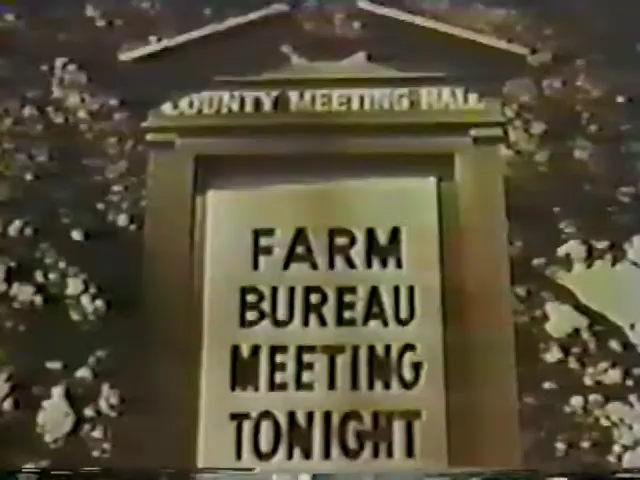 COUNTY MEETING HALL
FARM
BUREAU
MEETING
TONIGHT